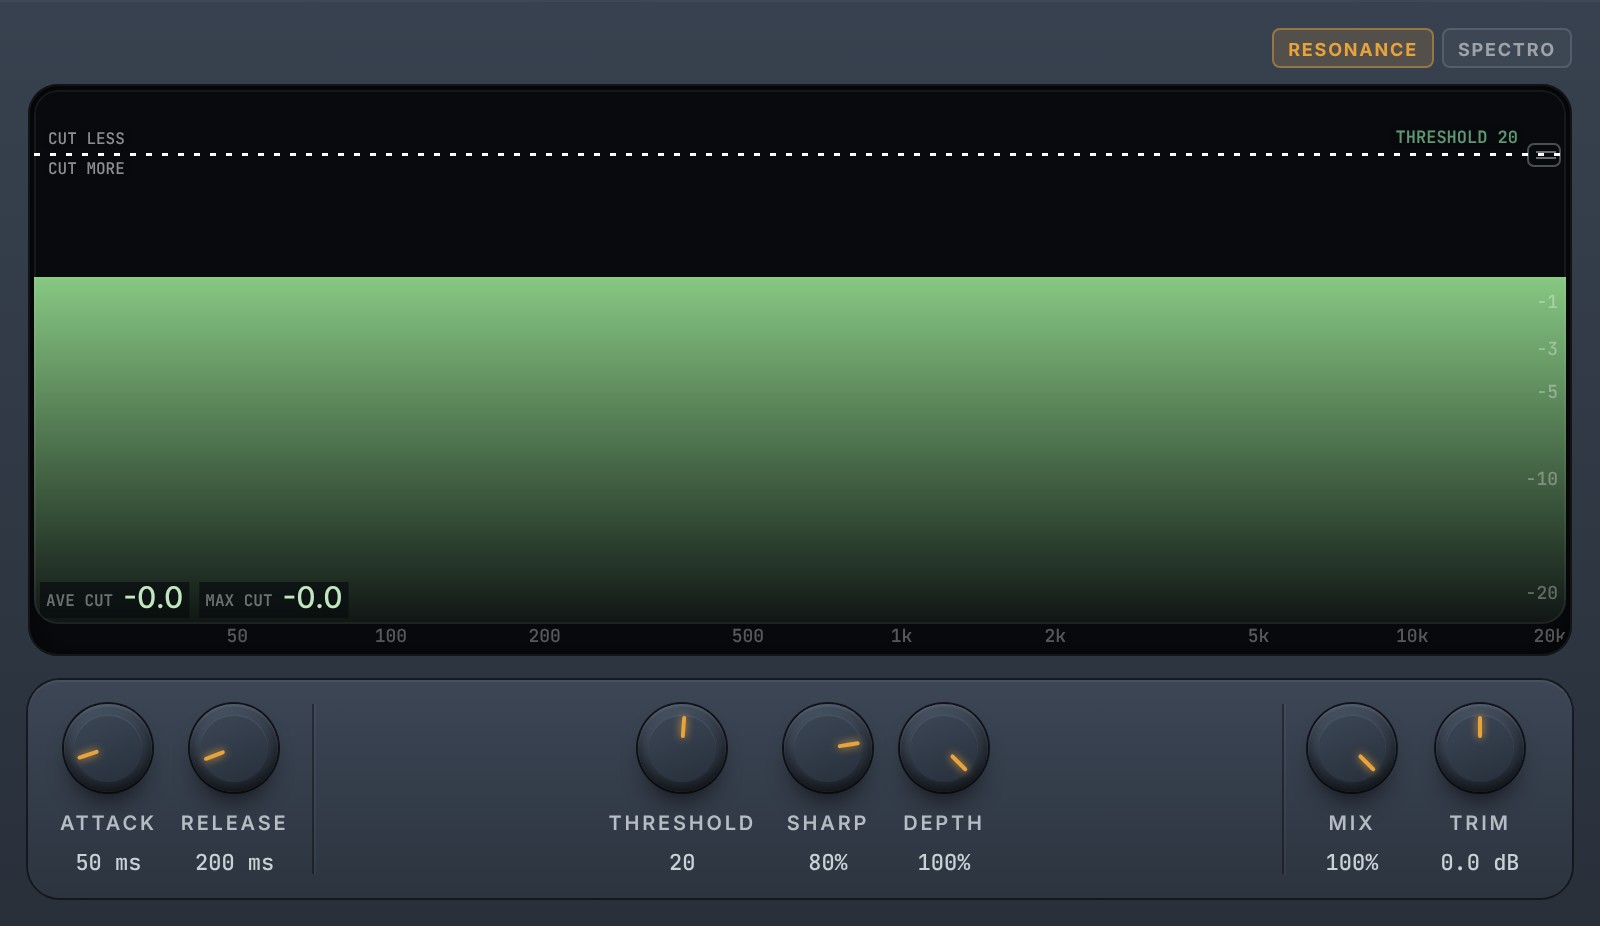 RESONANCE SPECTRO
CUT LESS
THRESHOLD 20
CUT MORE
-1
-3
-5
-10
-20
AVE CUT -0.0 MAX CUT -0.0
50 100 200 500 1k 2k 5k 10k 20k
ATTACK RELEASE THRESHOLD SHARP DEPTH MIX TRIM
50 ms 200 ms 20 80% 100% 100% 0.0 dB